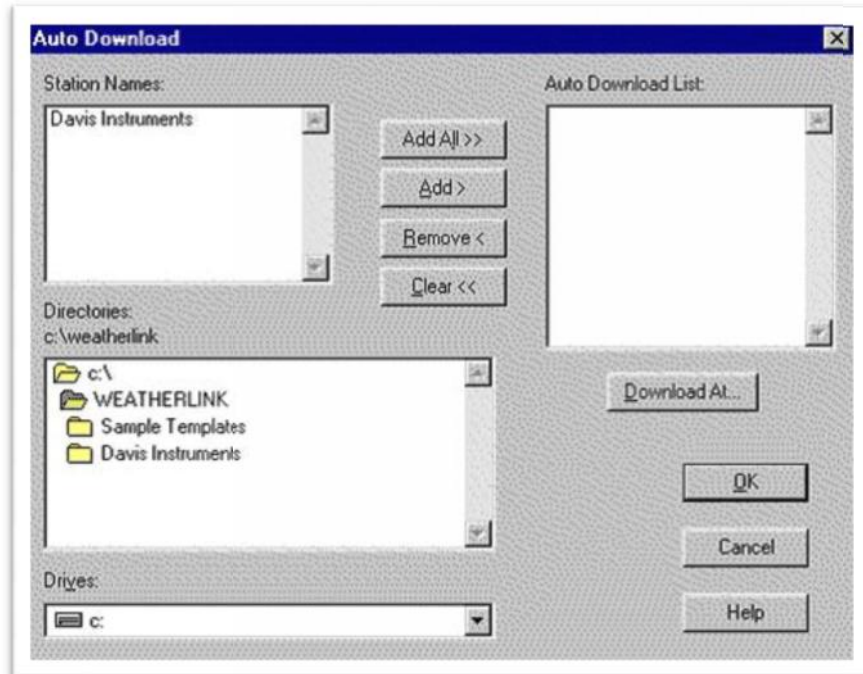 Auto Download
Station Names:
Davis Instruments
Add All >>
Add >
Remove <
Clear <<
Auto Download List:
Directories:
c:\weatherlink
c:\
WEATHERLINK
Sample Templates
Davis Instruments
Download At...
Drives:
c:
OK
Cancel
Help